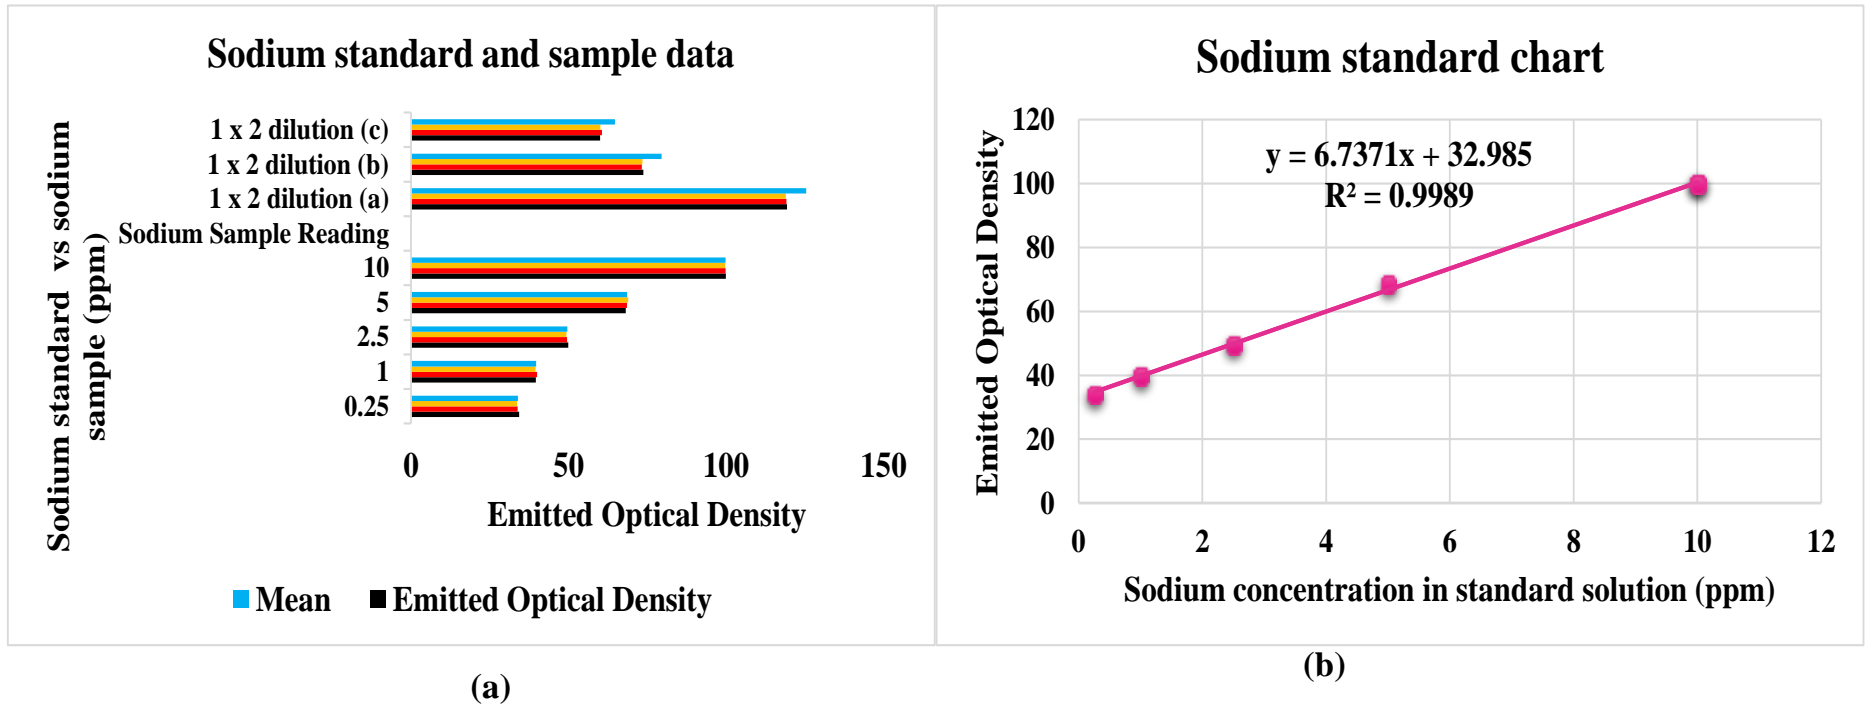 Sodium standard and sample data
Sodium standard vs sodium
sample (ppm)
1 x 2 dilution (c)
1 x 2 dilution (b)
1 x 2 dilution (a)
Sodium Sample Reading
10
5
2.5
1
0.25
0 50 100 150
Emitted Optical Density
Mean Emitted Optical Density
(a)
Sodium standard chart
Emitted Optical Density
120
100
80
60
40
20
0
y = 6.7371x + 32.985
R² = 0.9989
0 2 4 6 8 10 12
Sodium concentration in standard solution (ppm)
(b)